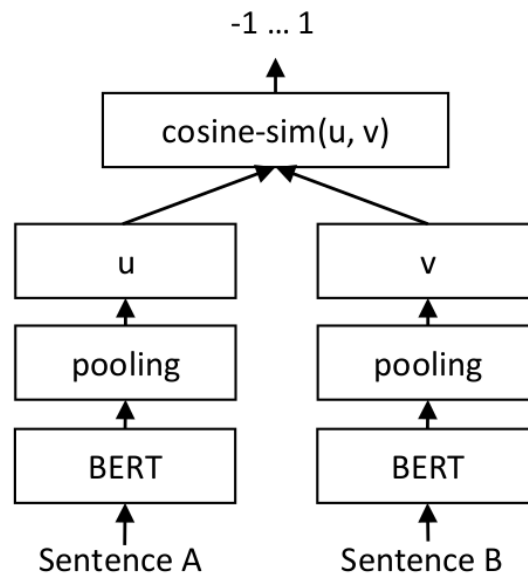 -1 … 1
cosine-sim(u, v)
u
v
pooling
pooling
BERT
BERT
Sentence A
Sentence B